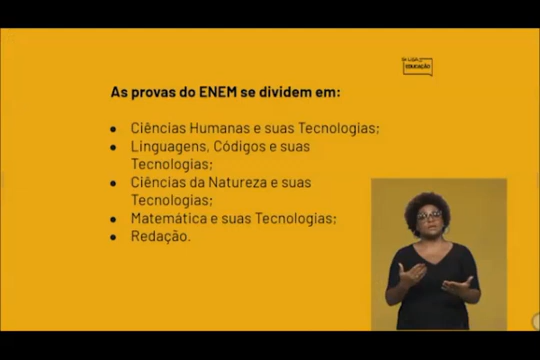 EDUCAÇÃO
As provas do ENEM se dividem em:
● Ciências Humanas e suas Tecnologias;
● Linguagens, Códigos e suas
Tecnologias;
● Ciências da Natureza e suas
Tecnologias;
● Matemática e suas Tecnologias;
● Redação.